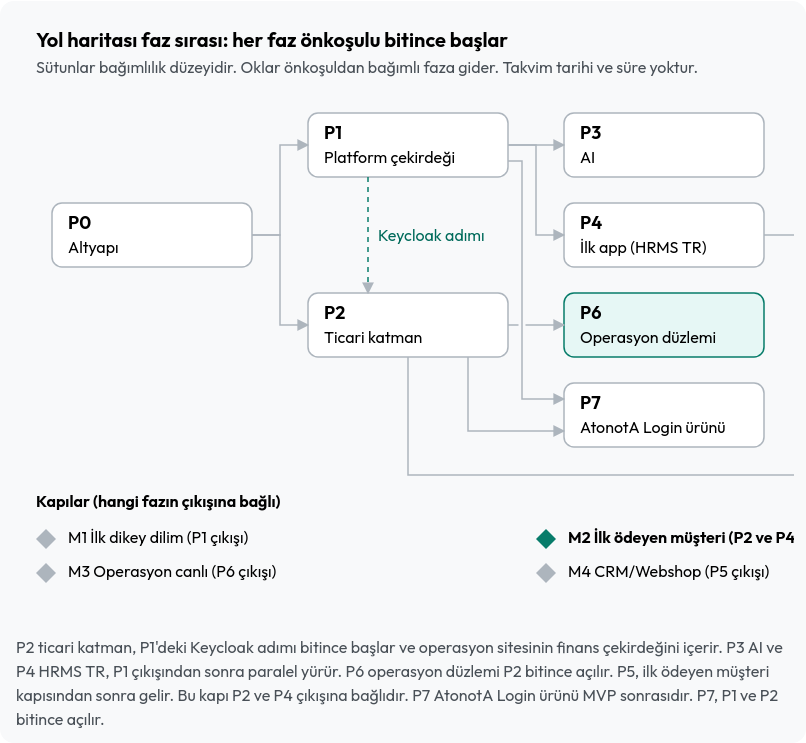 Yol haritası faz sırası: her faz önkoşulu bitince başlar
Sütunlar bağımlılık düzeyidir. Oklar önkoşuldan bağımlı faza gider. Takvim tarihi ve süre yoktur.
P1
Platform çekirdeği
P3
AI
P0
Altyapı
Keycloak adımı
P4
İlk app (HRMS TR)
P2
Ticari katman
P6
Operasyon düzlemi
P7
AtonotA Login ürünü
Kapılar (hangi fazın çıkışına bağlı)
M1 İlk dikey dilim (P1 çıkışı)
M2 İlk ödeyen müşteri (P2 ve P4
M3 Operasyon canlı (P6 çıkışı)
M4 CRM/Webshop (P5 çıkışı)
P2 ticari katman, P1'deki Keycloak adımı bitince başlar ve operasyon sitesinin finans çekirdeğini içerir. P3 AI ve
P4 HRMS TR, P1 çıkışından sonra paralel yürür. P6 operasyon düzlemi P2 bitince açılır. P5, ilk ödeyen müşteri
kapısından sonra gelir. Bu kapı P2 ve P4 çıkışına bağlıdır. P7 AtonotA Login ürünü MVP sonrasıdır. P7, P1 ve P2
bitince açılır.